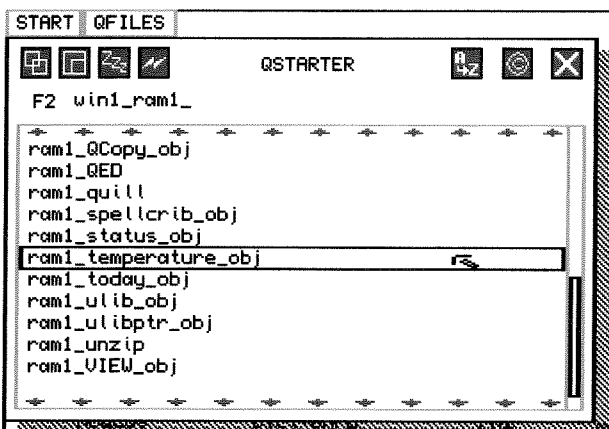 START QFILES
QSTARTER
F2 win1_ram1_
ram1_QCopy_obj
ram1_QED
ram1_quill
ram1_spellcrib_obj
ram1_status_obj
ram1_temperature_obj
ram1_today_obj
ram1_ulib_obj
ram1_ulibptr_obj
ram1_unzip
ram1_VIEW_obj